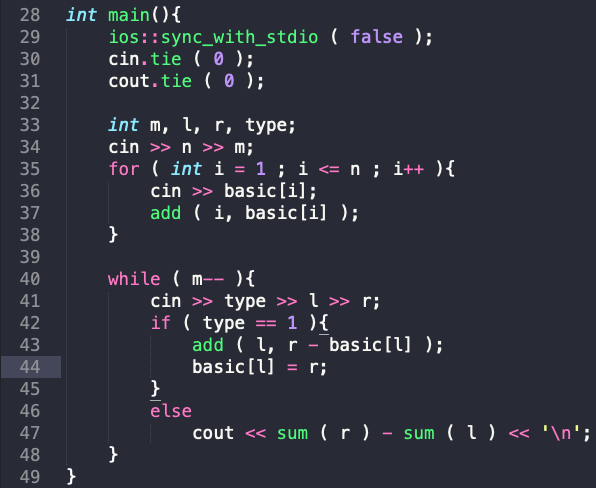 28 int main(){
29     ios::sync_with_stdio ( false );
30     cin.tie ( 0 );
31     cout.tie ( 0 );
32
33     int m, l, r, type;
34     cin >> n >> m;
35     for ( int i = 1 ; i <= n ; i++ ){
36         cin >> basic[i];
37         add ( i, basic[i] );
38     }
39
40     while ( m-- ){
41         cin >> type >> l >> r;
42         if ( type == 1 ){
43             add ( l, r - basic[l] );
44             basic[l] = r;
45         }
46         else
47             cout << sum ( r ) - sum ( l ) << '\n';
48     }
49 }